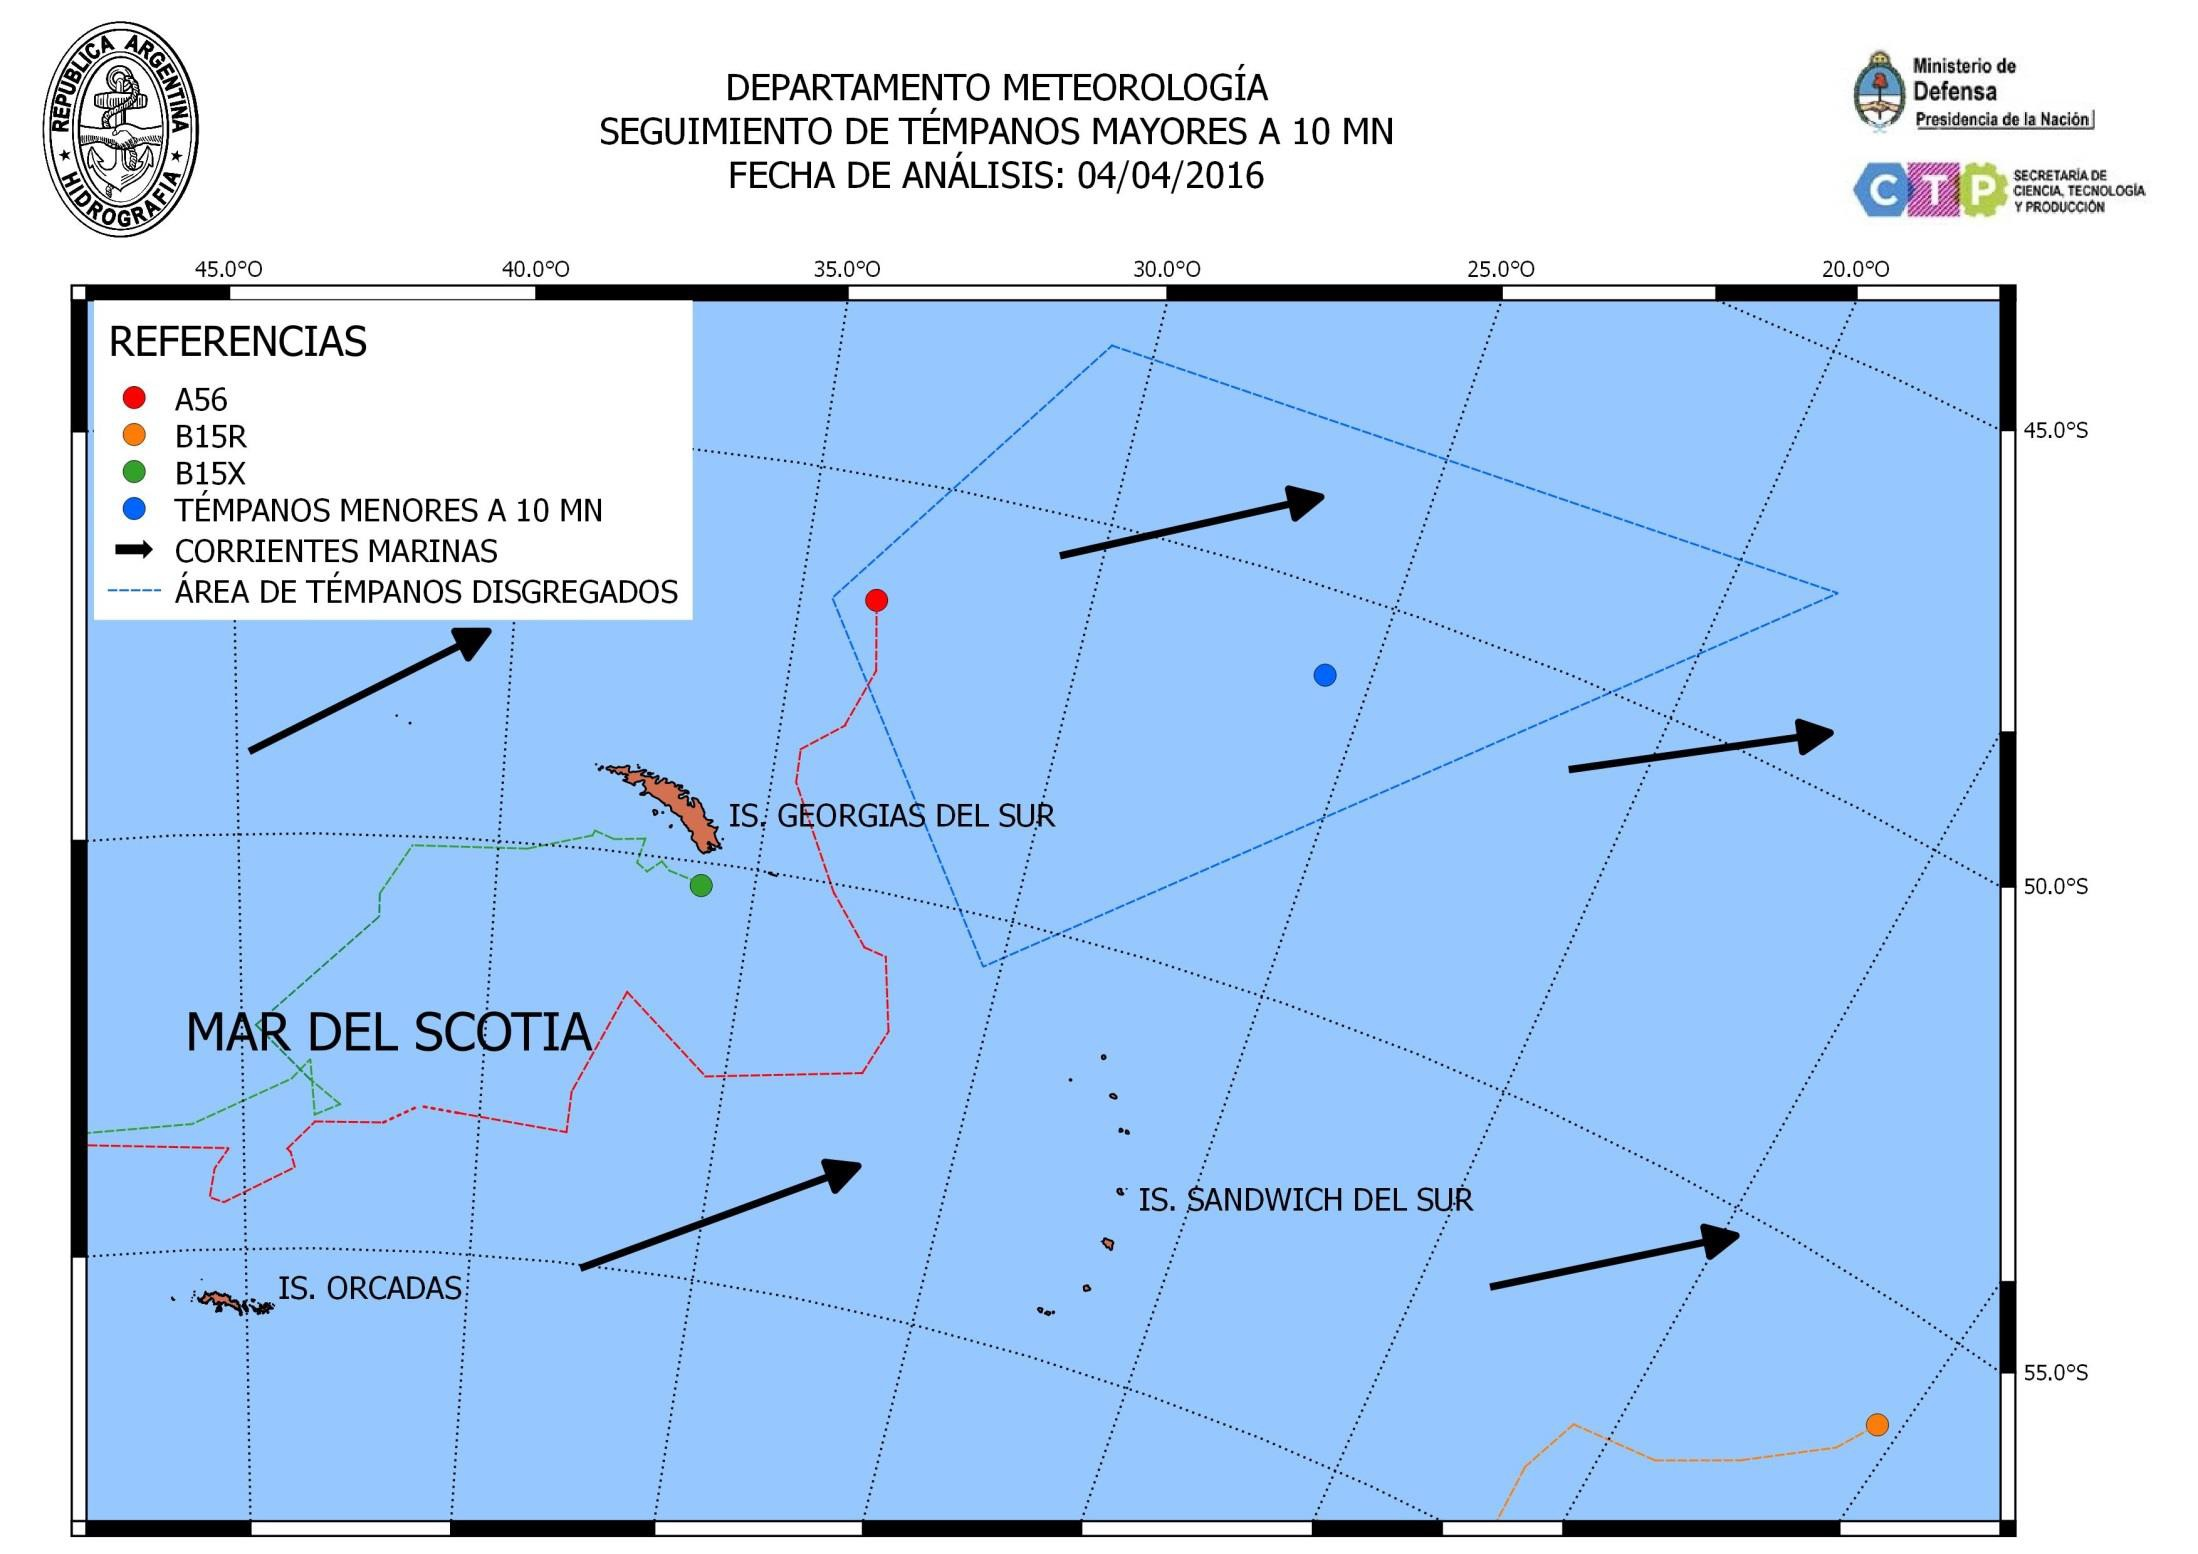 REPUBLICA ARGENTINA
★ HIDROGRAFIA ★
DEPARTAMENTO METEOROLOGÍA
SEGUIMIENTO DE TÉMPANOS MAYORES A 10 MN
FECHA DE ANÁLISIS: 04/04/2016
Ministerio de
Defensa
Presidencia de la Nación
CTP
SECRETARÍA DE
CIENCIA, TECNOLOGÍA
Y PRODUCCIÓN
45.0°O
40.0°O
35.0°O
30.0°O
25.0°O
20.0°O
REFERENCIAS
A56
B15R
B15X
TÉMPANOS MENORES A 10 MN
CORRIENTES MARINAS
ÁREA DE TÉMPANOS DISGREGADOS
45.0°S
IS. GEORGIAS DEL SUR
50.0°S
MAR DEL SCOTIA
IS. SANDWICH DEL SUR
IS. ORCADAS
55.0°S